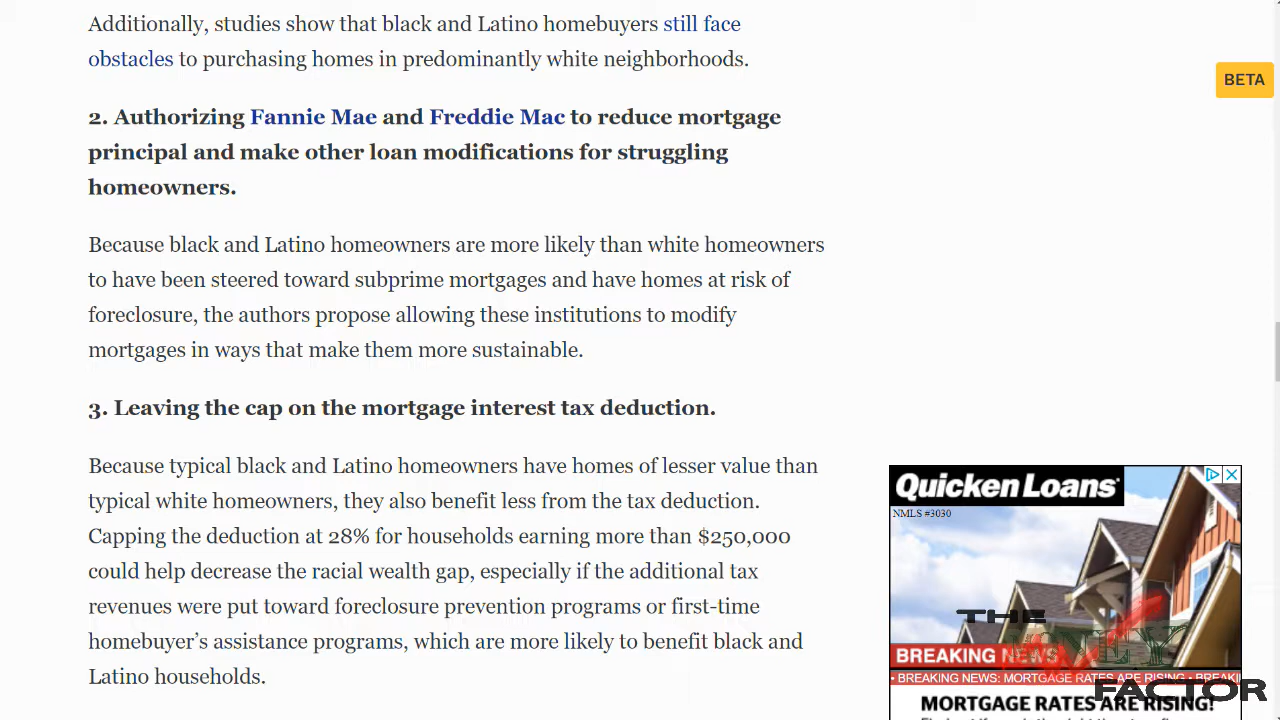 Additionally, studies show that black and Latino homebuyers still face
obstacles to purchasing homes in predominantly white neighborhoods.
BETA
2. Authorizing Fannie Mae and Freddie Mac to reduce mortgage
principal and make other loan modifications for struggling
homeowners.
Because black and Latino homeowners are more likely than white homeowners
to have been steered toward subprime mortgages and have homes at risk of
foreclosure, the authors propose allowing these institutions to modify
mortgages in ways that make them more sustainable.
3. Leaving the cap on the mortgage interest tax deduction.
Because typical black and Latino homeowners have homes of lesser value than
typical white homeowners, they also benefit less from the tax deduction.
Capping the deduction at 28% for households earning more than $250,000
could help decrease the racial wealth gap, especially if the additional tax
revenues were put toward foreclosure prevention programs or first-time
homebuyer’s assistance programs, which are more likely to benefit black and
Latino households.
Quicken Loans
NMLS #3030
THE
MONEY
FACTOR
BREAKING NEWS
• BREAKING NEWS: MORTGAGE RATES ARE RISING •
MORTGAGE RATES ARE RISING!